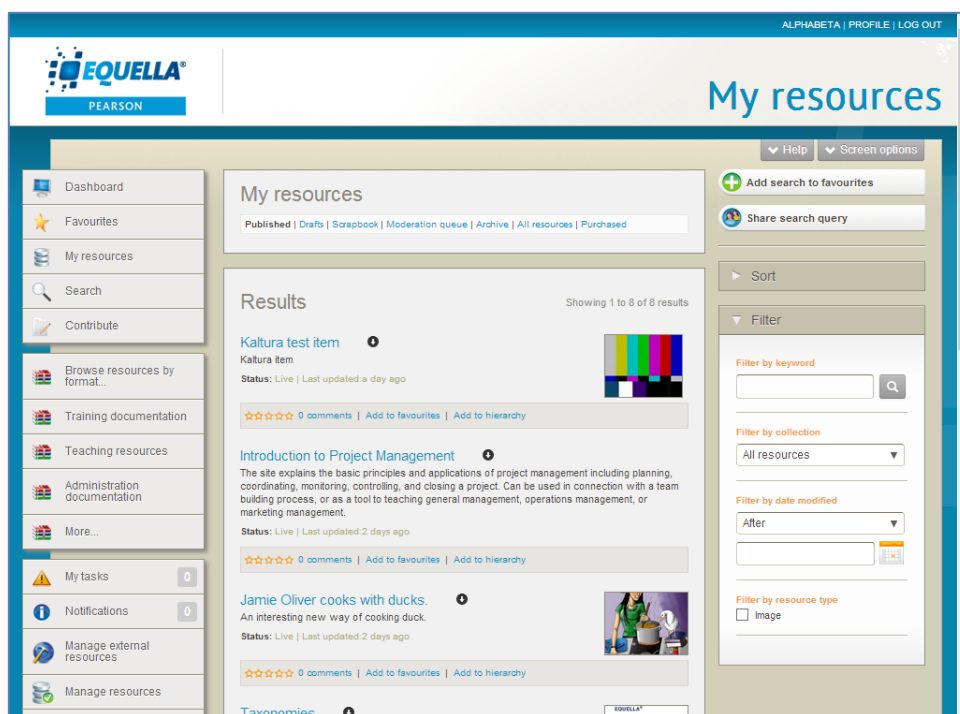 ALPHABETA | PROFILE | LOG OUT
EQUELLA®
PEARSON
My resources
Help
Screen options
Dashboard
Favourites
My resources
Search
Contribute
Browse resources by
format...
Training documentation
Teaching resources
Administration
documentation
More...
My tasks
0
Notifications
0
Manage external
resources
Manage resources
My resources
Published | Drafts | Scrapbook | Moderation queue | Archive | All resources | Purchased
Results
Showing 1 to 8 of 8 results
Kaltura test item
Kaltura item
Status: Live | Last updated:a day ago
0 comments | Add to favourites | Add to hierarchy
Introduction to Project Management
The site explains the basic principles and applications of project management including planning,
coordinating, monitoring, controlling, and closing a project. Can be used in connection with a team
building process, or as a tool to teaching general management, operations management, or
marketing management.
Status: Live | Last updated:2 days ago
0 comments | Add to favourites | Add to hierarchy
Jamie Oliver cooks with ducks.
An interesting new way of cooking duck.
Status: Live | Last updated:2 days ago
0 comments | Add to favourites | Add to hierarchy
Taxonomies
EQUELLA®
Add search to favourites
Share search query
Sort
Filter
Filter by keyword
Filter by collection
All resources
Filter by date modified
After
Filter by resource type
Image